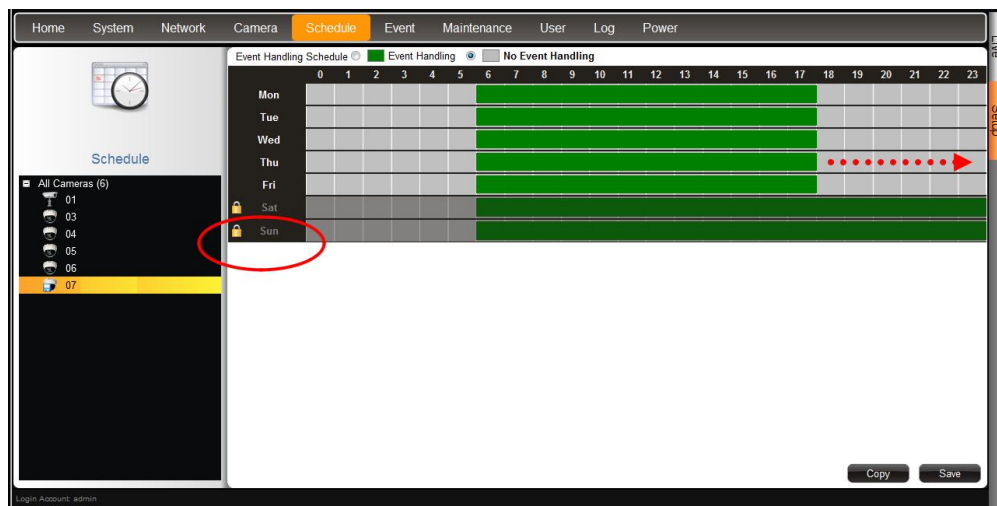 Home System Network Camera Schedule Event Maintenance User Log Power
Live
Setup
Event Handling Schedule Event Handling No Event Handling
0 1 2 3 4 5 6 7 8 9 10 11 12 13 14 15 16 17 18 19 20 21 22 23
Mon
Tue
Wed
Thu
Fri
Sat
Sun
Schedule
All Cameras (6)
01
03
04
05
06
07
Copy Save
Login Account: admin